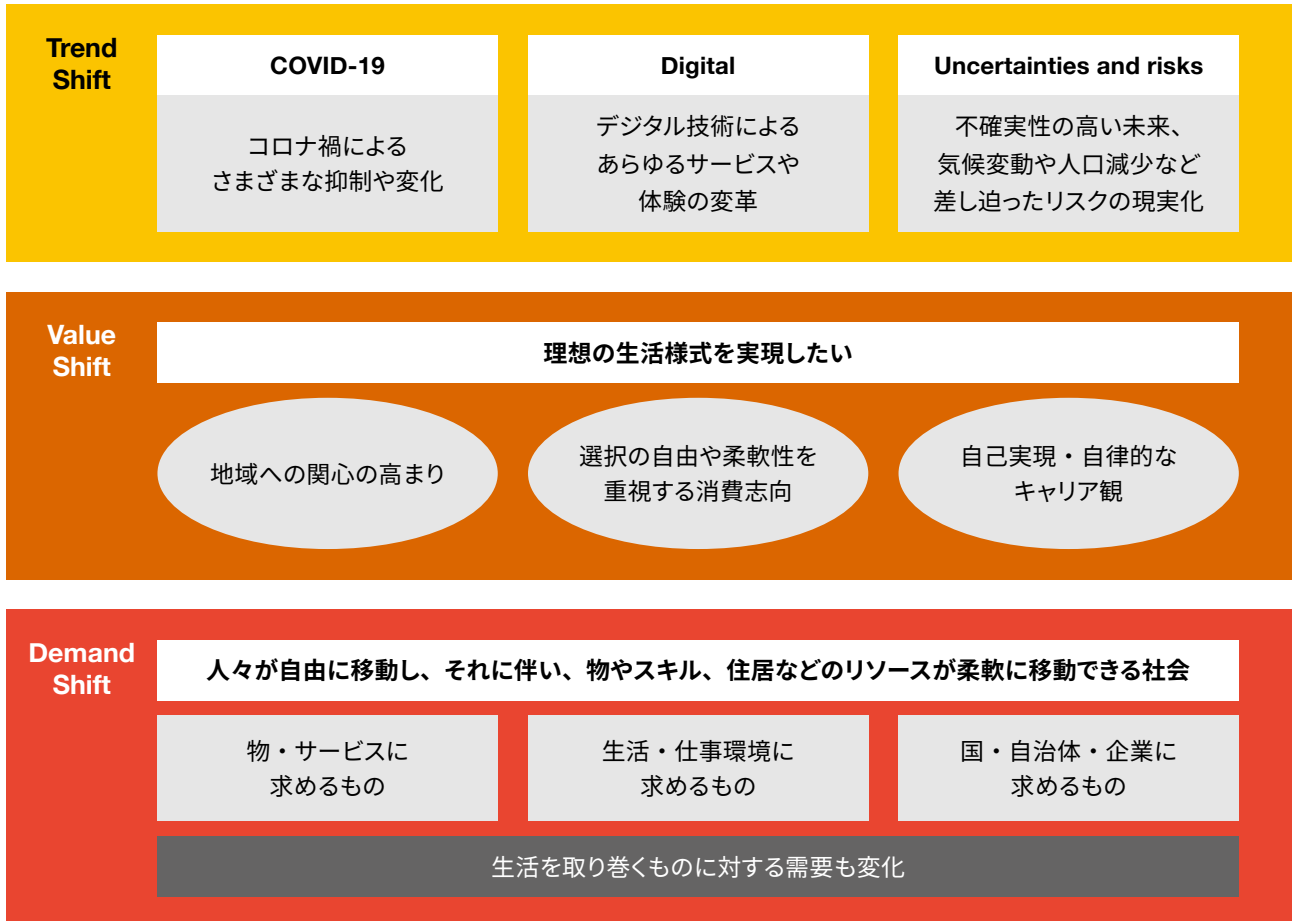 Trend
Shift
COVID-19
コロナ禍による
さまざまな抑制や変化
Digital
デジタル技術による
あらゆるサービスや
体験の変革
Uncertainties and risks
不確実性の高い未来、
気候変動や人口減少など
差し迫ったリスクの現実化
Value
Shift
理想の生活様式を実現したい
地域への関心の高まり
選択の自由や柔軟性を
重視する消費志向
自己実現・自律的な
キャリア観
Demand
Shift
人々が自由に移動し、それに伴い、物やスキル、住居などのリソースが柔軟に移動できる社会
物・サービスに
求めるもの
生活・仕事環境に
求めるもの
国・自治体・企業に
求めるもの
生活を取り巻くものに対する需要も変化